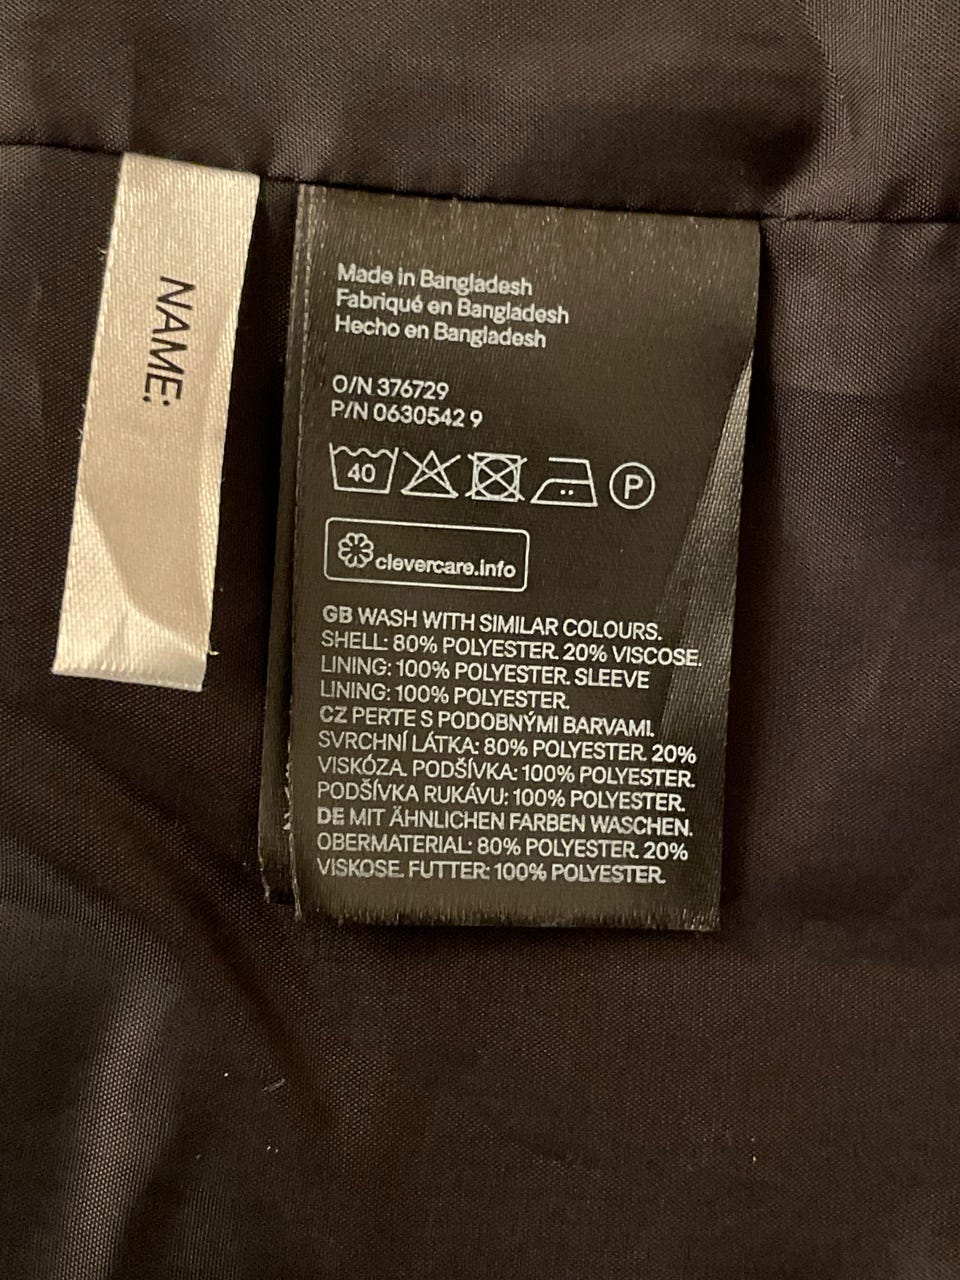 NAME:
Made in Bangladesh
Fabriqué en Bangladesh
Hecho en Bangladesh
O/N 376729
P/N 0630542 9
40 P
clevercare.info
GB WASH WITH SIMILAR COLOURS.
SHELL: 80% POLYESTER. 20% VISCOSE.
LINING: 100% POLYESTER. SLEEVE
LINING: 100% POLYESTER.
CZ PERTE S PODOBNÝMI BARVAMI.
SVRCHNÍ LÁTKA: 80% POLYESTER. 20%
VISKÓZA. PODŠÍVKA: 100% POLYESTER.
PODŠÍVKA RUKÁVU: 100% POLYESTER.
DE MIT ÄHNLICHEN FARBEN WASCHEN.
OBERMATERIAL: 80% POLYESTER. 20%
VISKOSE. FUTTER: 100% POLYESTER.